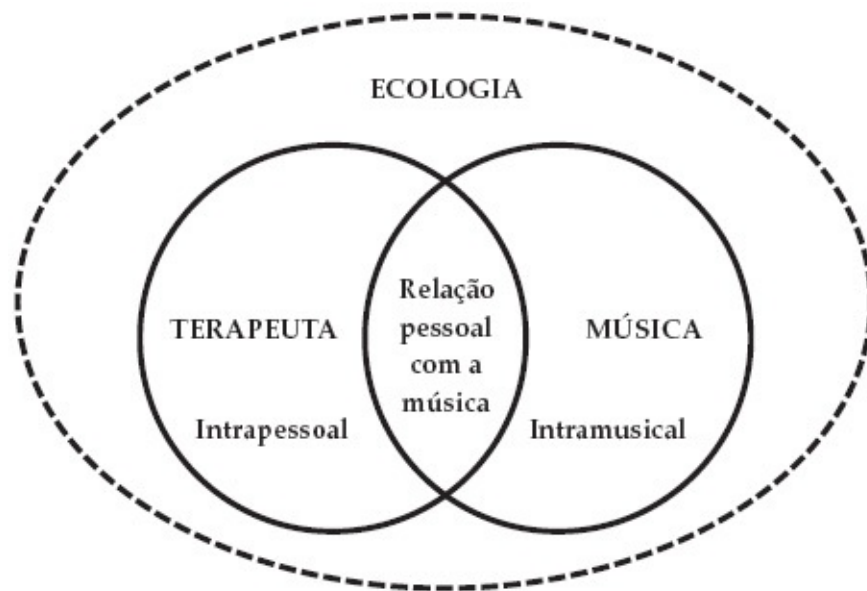 ECOLOGIA
TERAPEUTA
Intrapessoal
Relação
pessoal
com a
música
MÚSICA
Intramusical